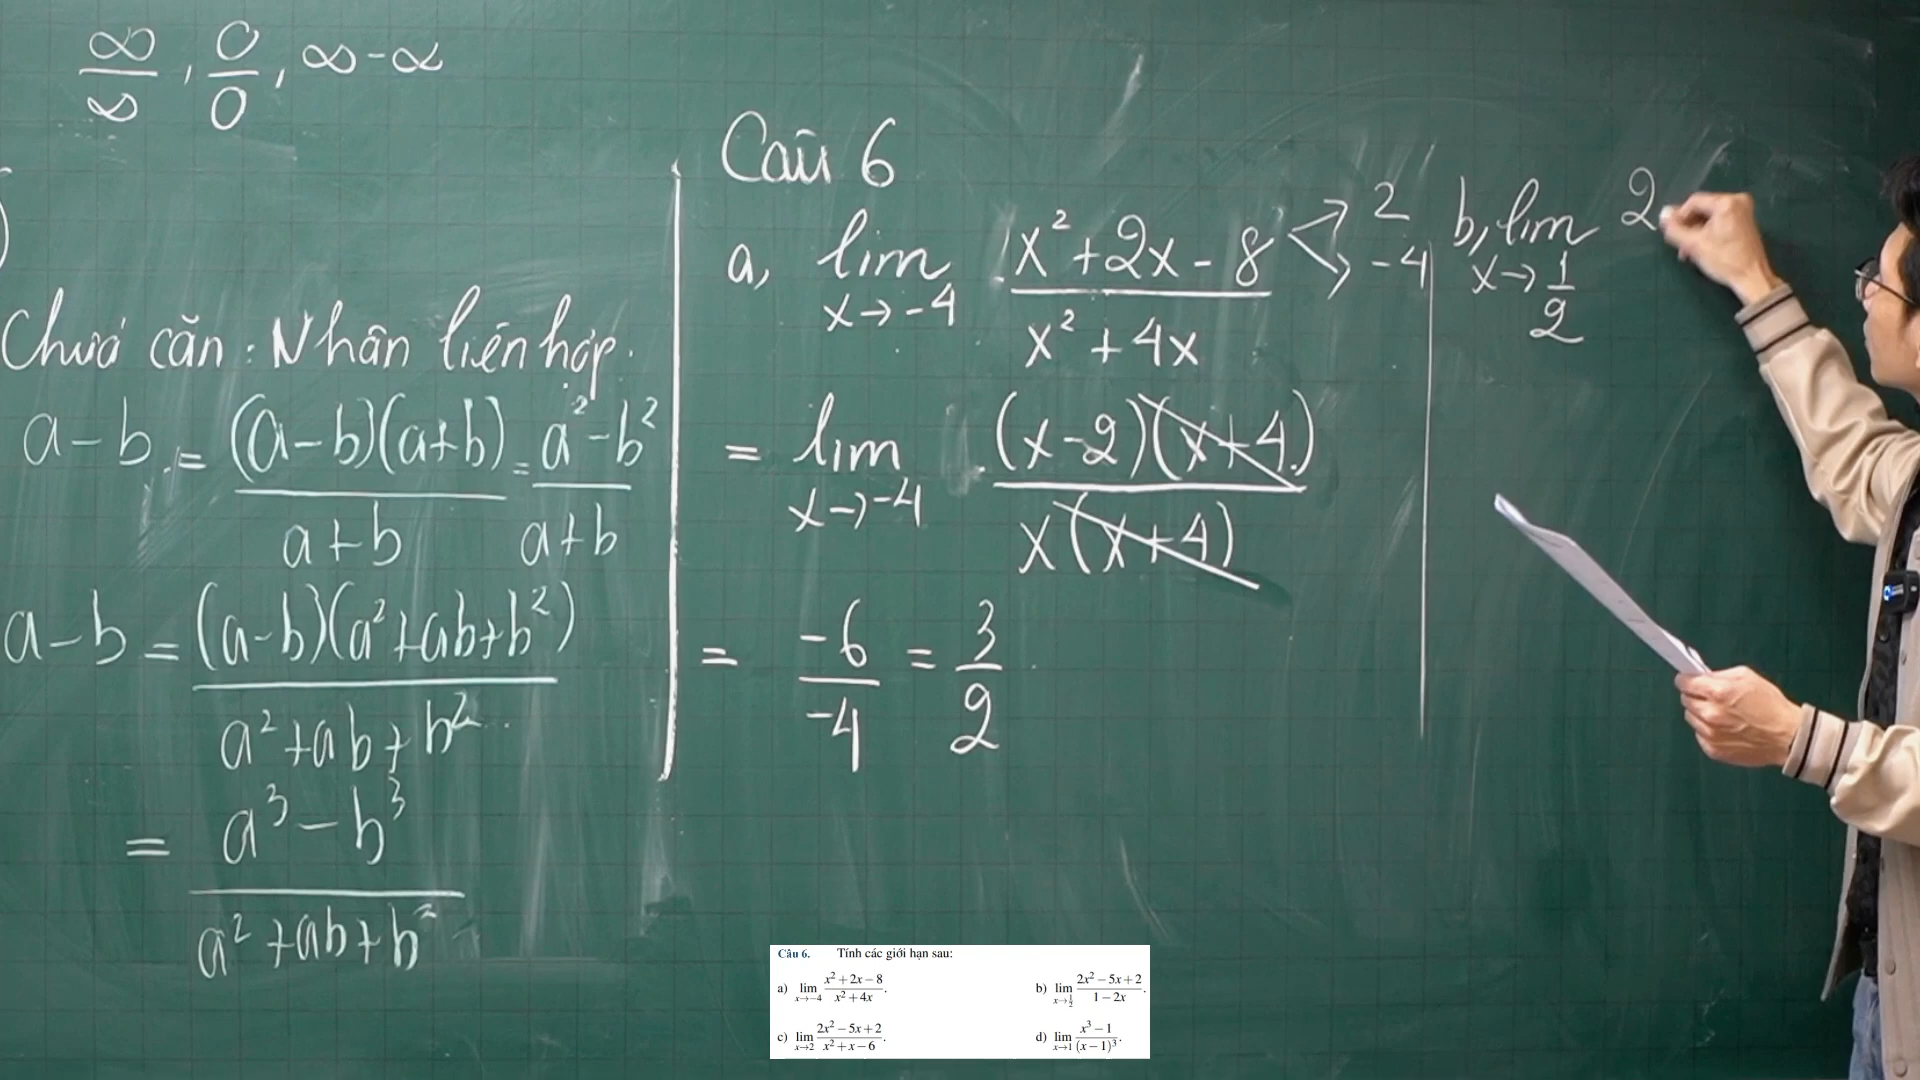 ∞/∞ , 0/0 , ∞ - ∞
Chứa căn : Nhân liên hợp.
a - b = (a-b)(a+b)/(a+b) = (a² - b²)/(a+b)
a - b = (a-b)(a²+ab+b²)/(a²+ab+b²)
= (a³ - b³)/(a²+ab+b²)
Câu 6
a, lim x→-4 (x²+2x-8)/(x²+4x) 2 -4
= lim x→-4 (x-2)(x+4)/x(x+4)
= -6/-4 = 3/2
b, lim x→1/2 2
Câu 6. Tính các giới hạn sau:
a) lim x→-4 (x²+2x-8)/(x²+4x).
b) lim x→1/2 (2x²-5x+2)/(1-2x).
c) lim x→2 (2x²-5x+2)/(x²+x-6).
d) lim x→1 (x³-1)/(x-1)³.